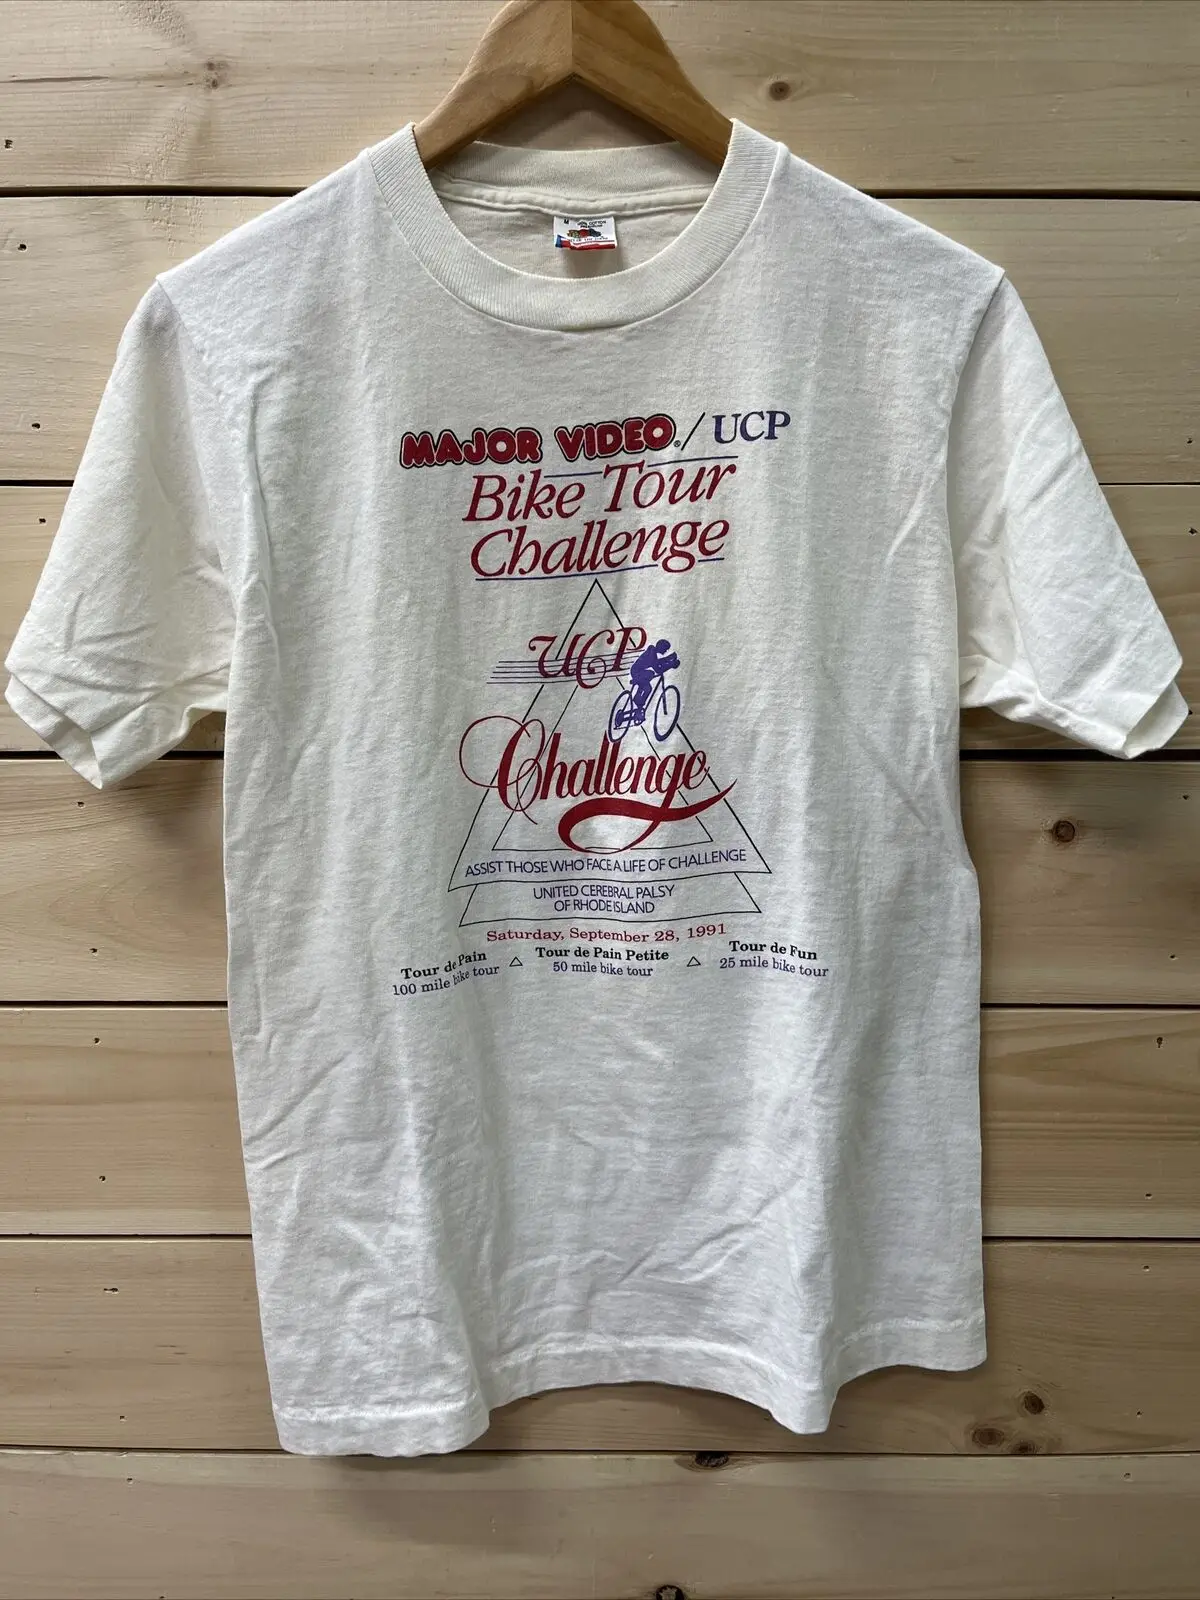 M
COTTON
MAJOR VIDEO®/UCP
Bike Tour
Challenge
UCP
Challenge
ASSIST THOSE WHO FACE A LIFE OF CHALLENGE
UNITED CEREBRAL PALSY
OF RHODE ISLAND
Saturday, September 28, 1991
Tour de Pain Tour de Pain Petite Tour de Fun
100 mile bike tour 50 mile bike tour 25 mile bike tour